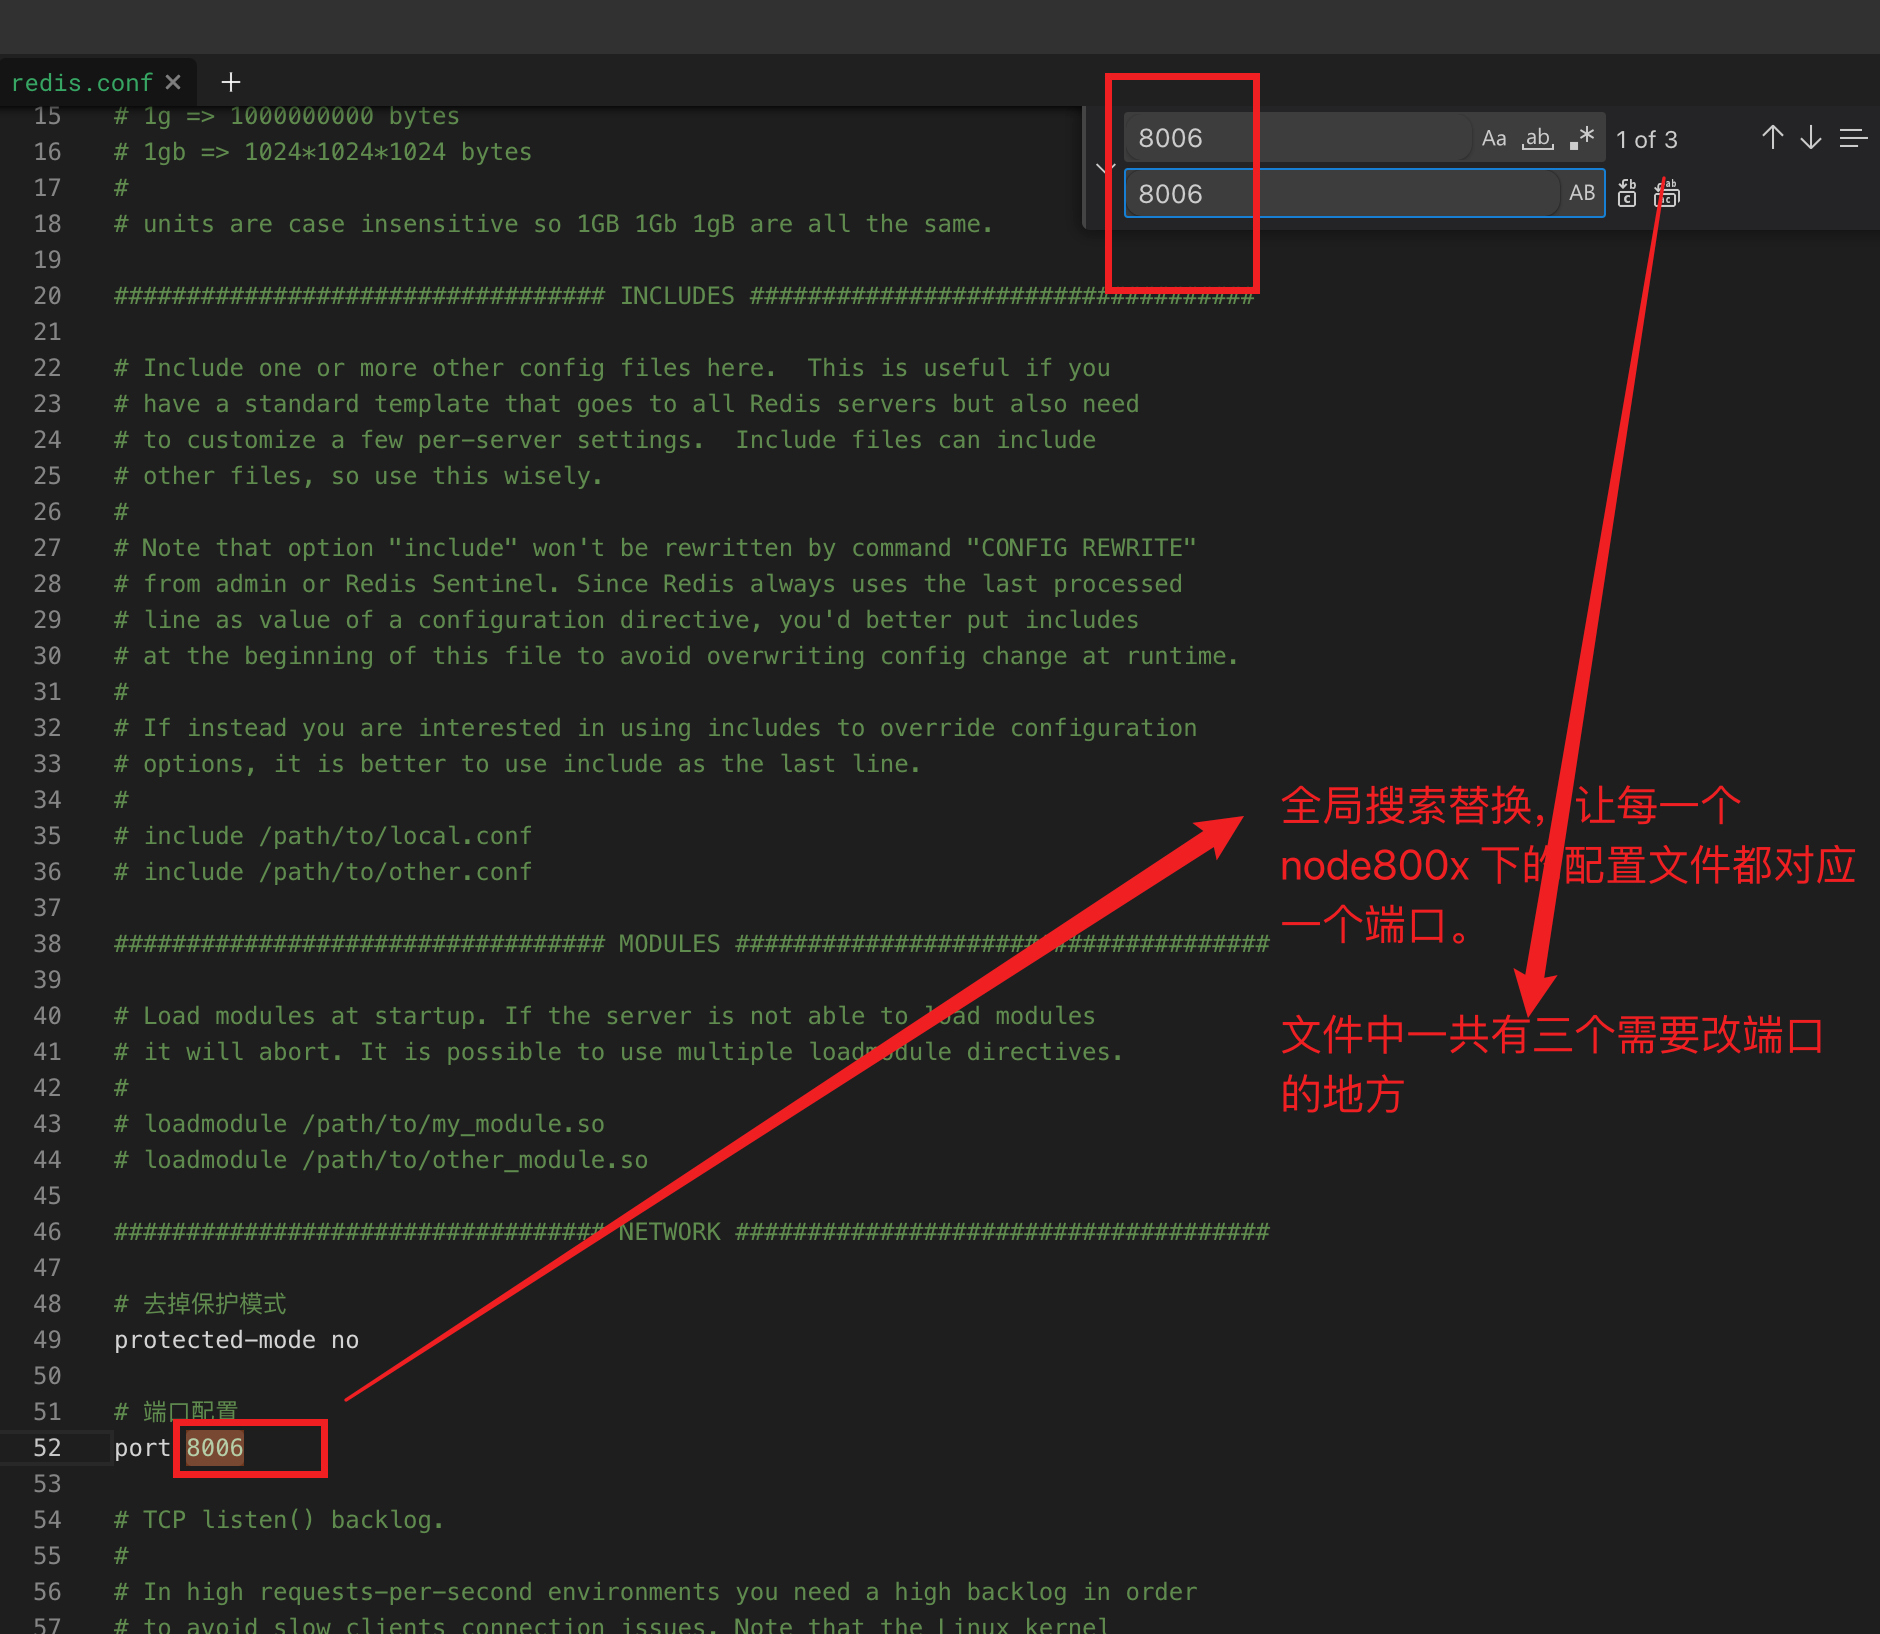 redis.conf
8006
Aa ab 1 of 3
8006
AB
15 # 1g => 1000000000 bytes
16 # 1gb => 1024*1024*1024 bytes
17 #
18 # units are case insensitive so 1GB 1Gb 1gB are all the same.
19
20 ################################## INCLUDES ###################################
21
22 # Include one or more other config files here.  This is useful if you
23 # have a standard template that goes to all Redis servers but also need
24 # to customize a few per-server settings.  Include files can include
25 # other files, so use this wisely.
26 #
27 # Note that option "include" won't be rewritten by command "CONFIG REWRITE"
28 # from admin or Redis Sentinel. Since Redis always uses the last processed
29 # line as value of a configuration directive, you'd better put includes
30 # at the beginning of this file to avoid overwriting config change at runtime.
31 #
32 # If instead you are interested in using includes to override configuration
33 # options, it is better to use include as the last line.
34 #
35 # include /path/to/local.conf
36 # include /path/to/other.conf
37
38 ################################## MODULES #####################################
39
40 # Load modules at startup. If the server is not able to load modules
41 # it will abort. It is possible to use multiple loadmodule directives.
42 #
43 # loadmodule /path/to/my_module.so
44 # loadmodule /path/to/other_module.so
45
46 ################################## NETWORK #####################################
47
48 # 去掉保护模式
49 protected-mode no
50
51 # 端口配置
52 port 8006
53
54 # TCP listen() backlog.
55 #
56 # In high requests-per-second environments you need a high backlog in order
57 # to avoid slow clients connection issues. Note that the Linux kernel
全局搜索替换，让每一个
node800x 下的配置文件都对应
一个端口。
文件中一共有三个需要改端口
的地方